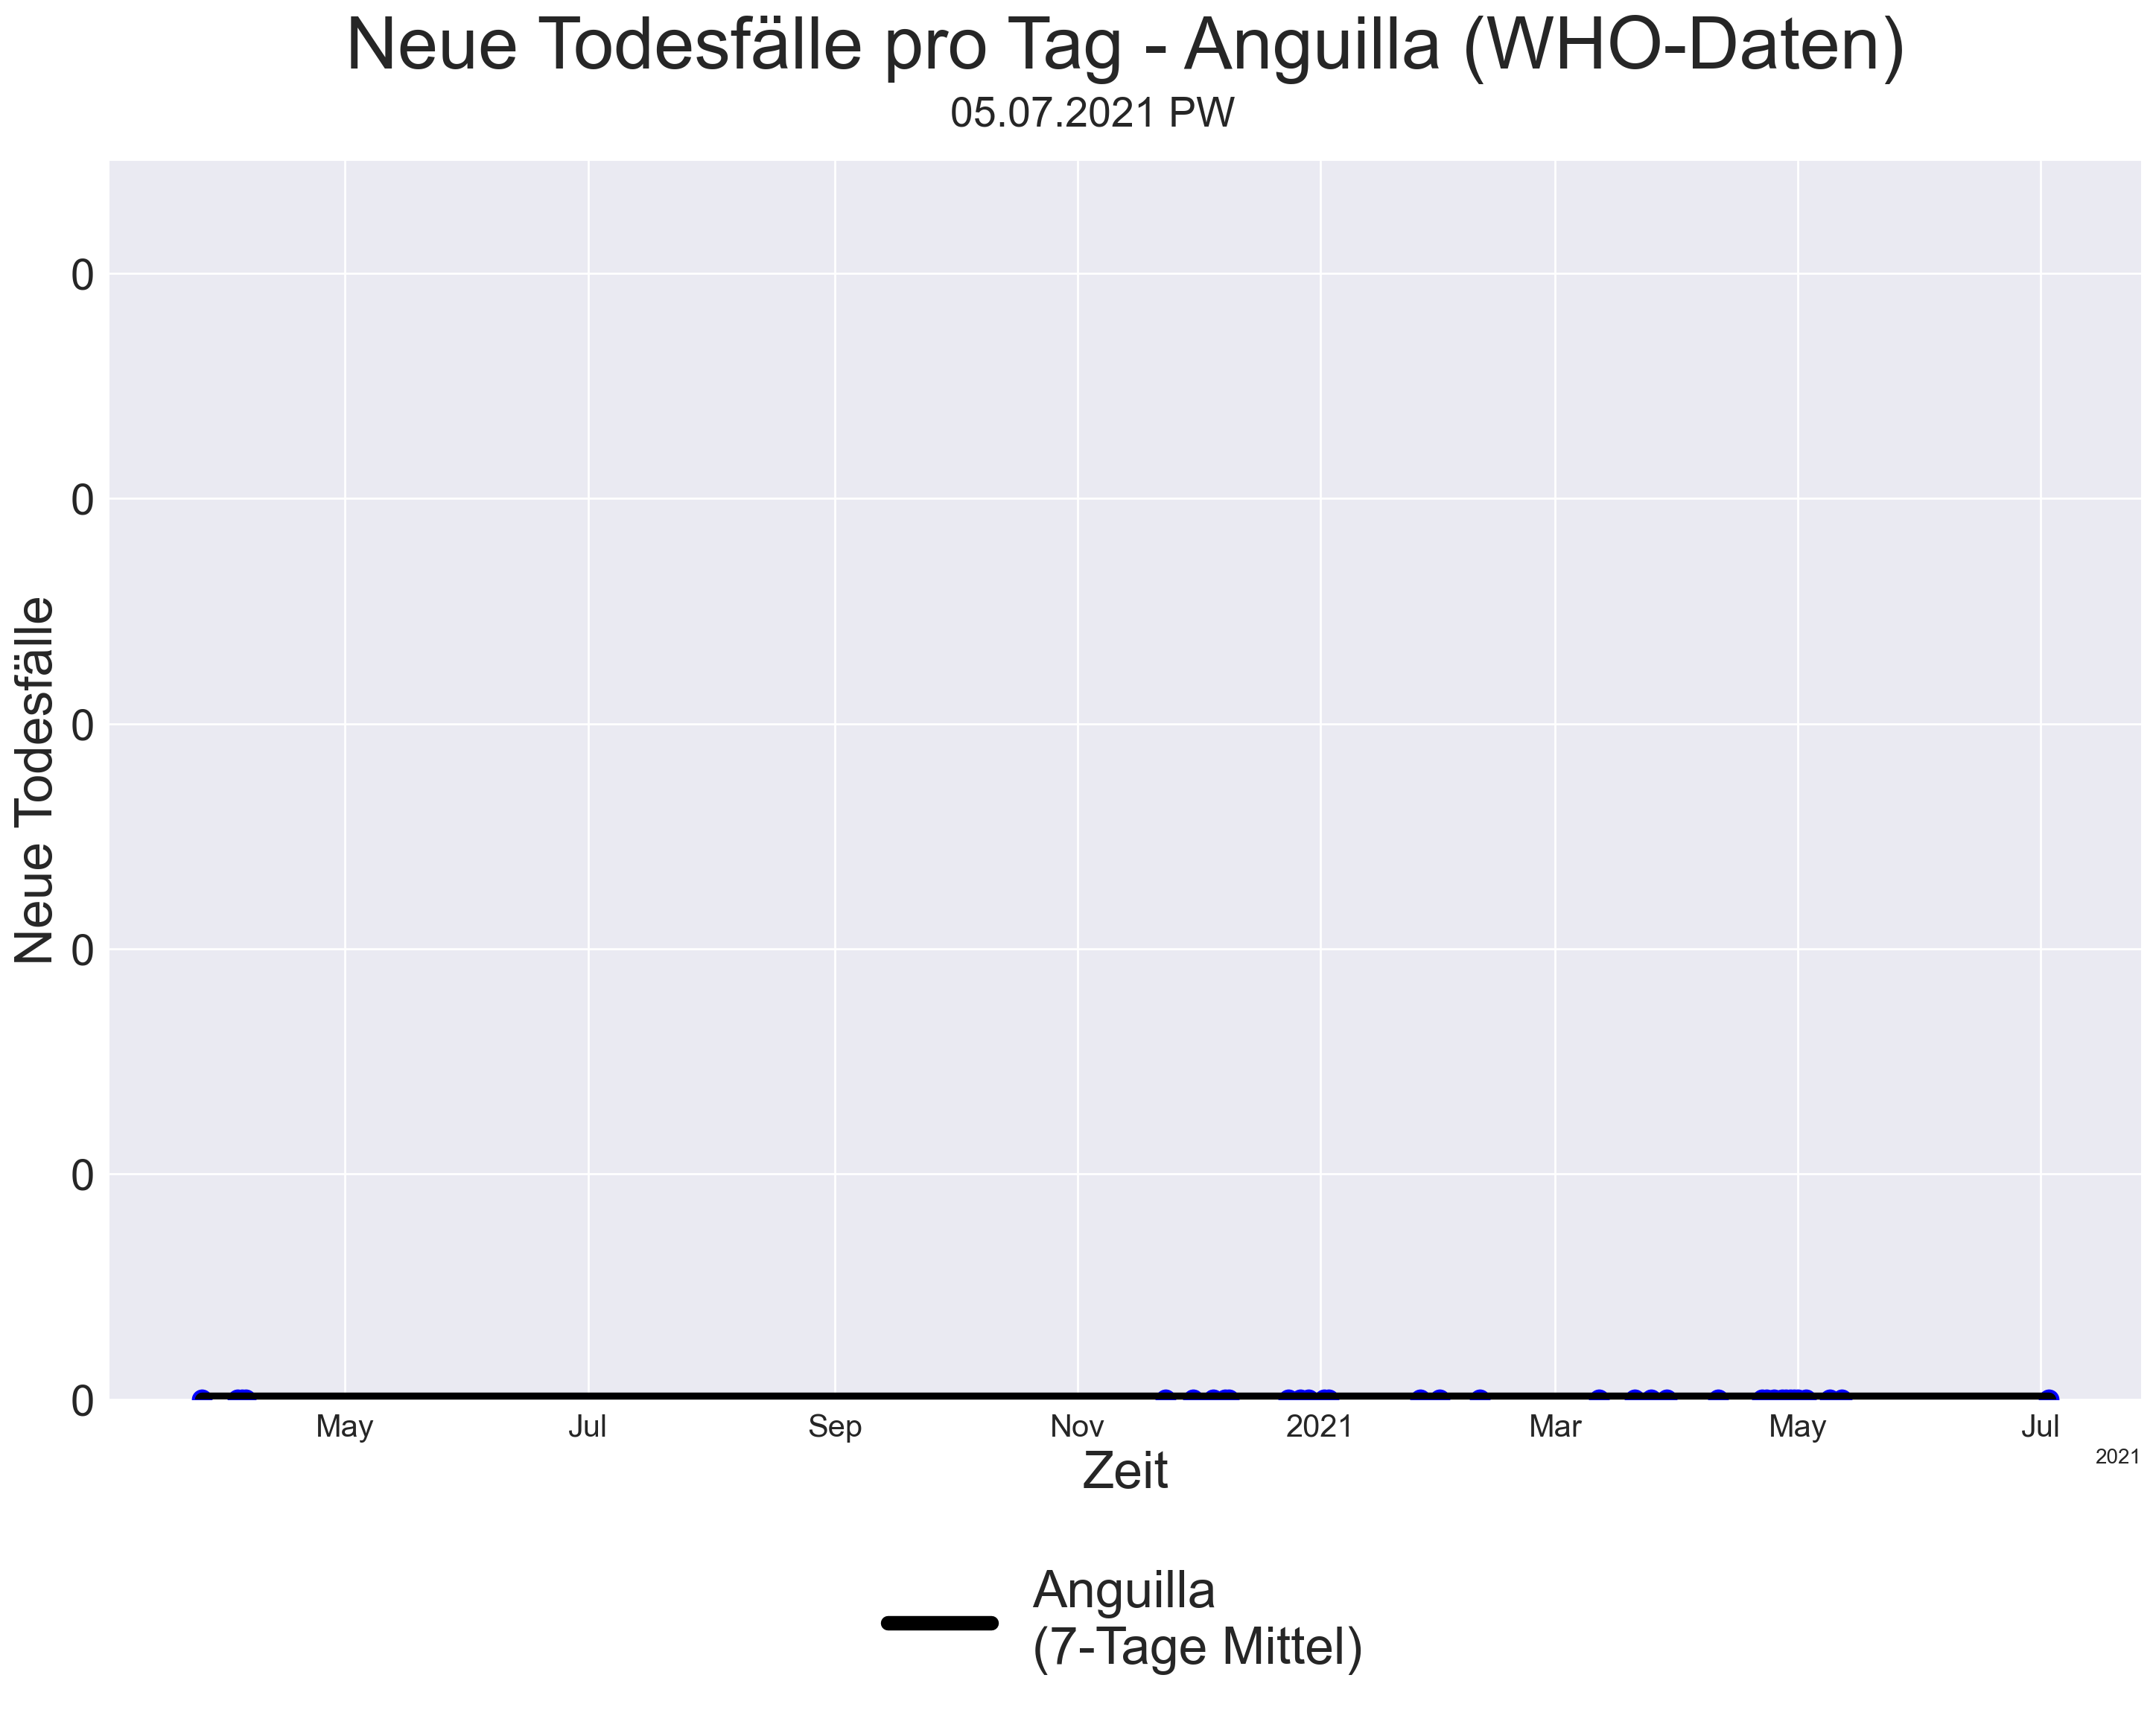 Neue Todesfälle pro Tag - Anguilla (WHO-Daten)
05.07.2021 PW
Neue Todesfälle
0
0
0
0
0
0
May Jul Sep Nov 2021 Mar May Jul
2021
Zeit
Anguilla
(7-Tage Mittel)